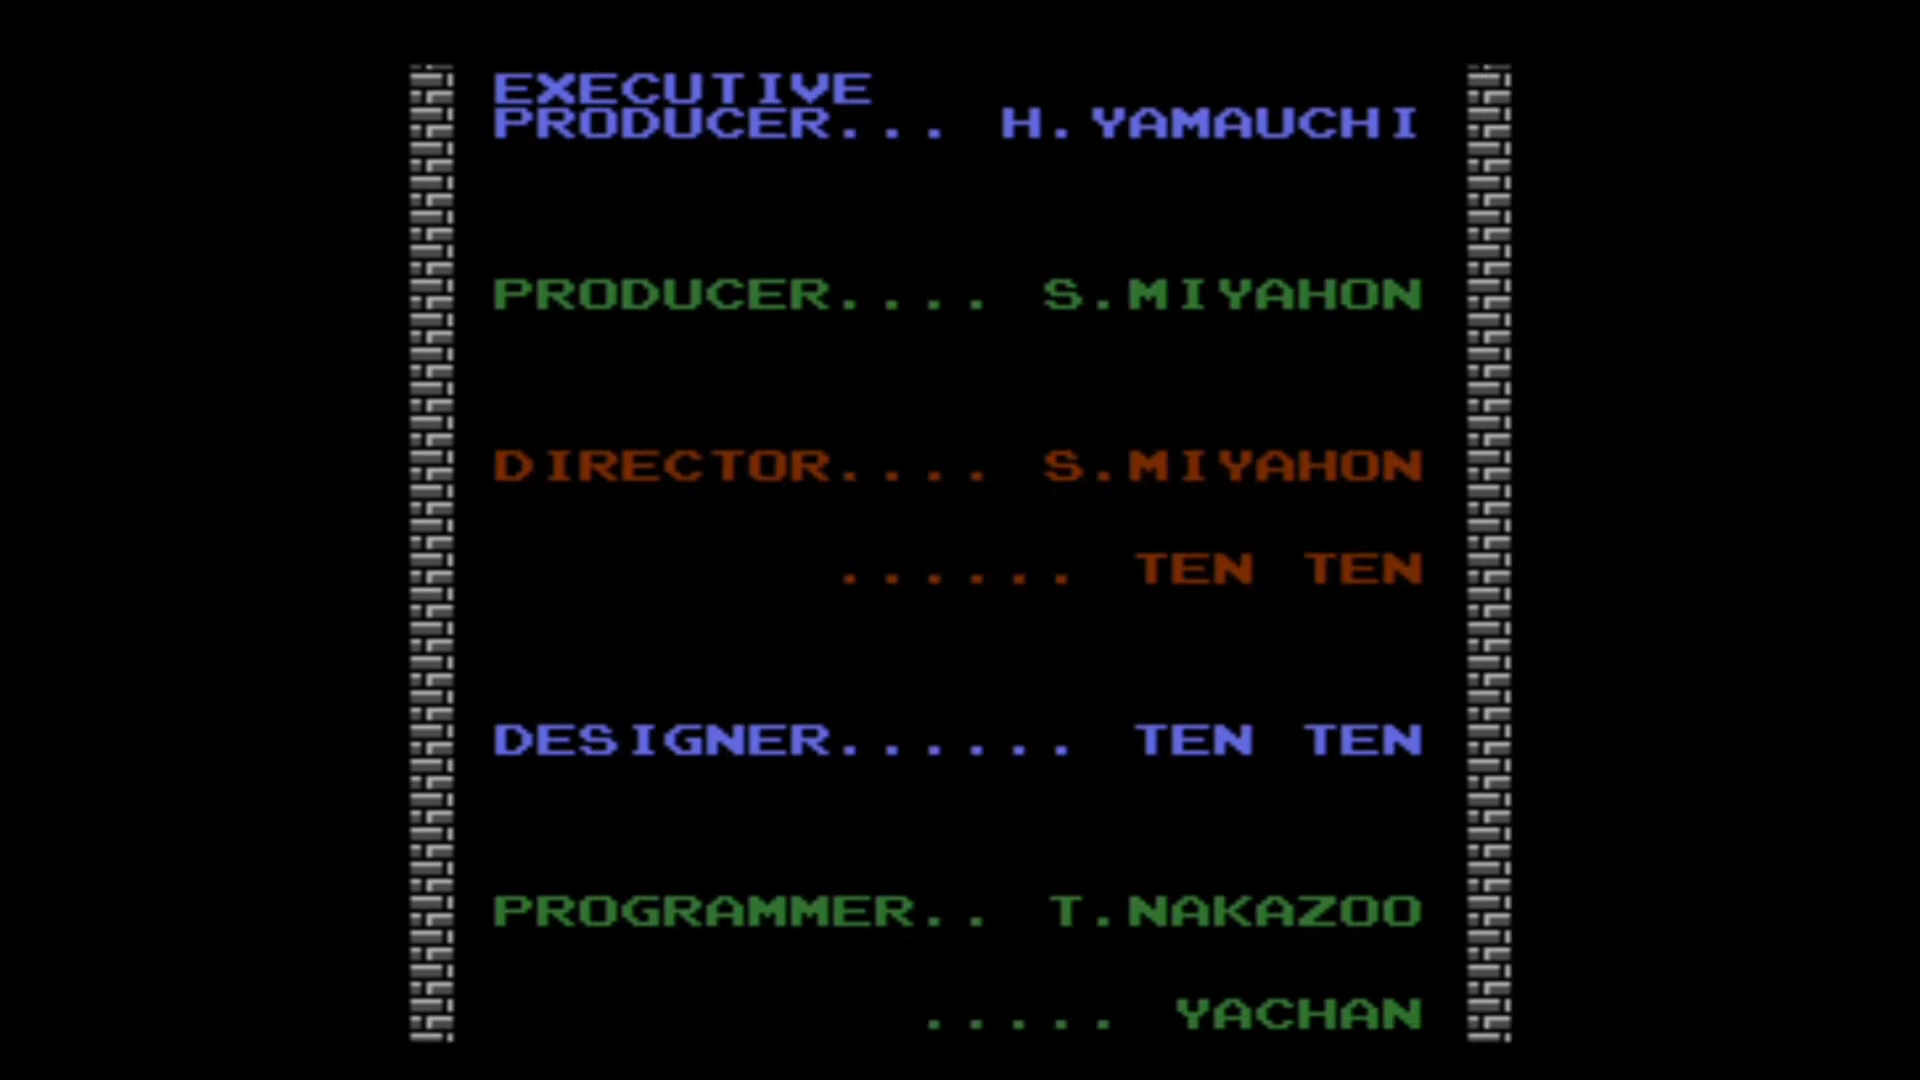 EXECUTIVE
PRODUCER... H.YAMAUCHI
PRODUCER.... S.MIYAHON
DIRECTOR.... S.MIYAHON
...... TEN TEN
DESIGNER...... TEN TEN
PROGRAMMER.. T.NAKAZOO
..... YACHAN